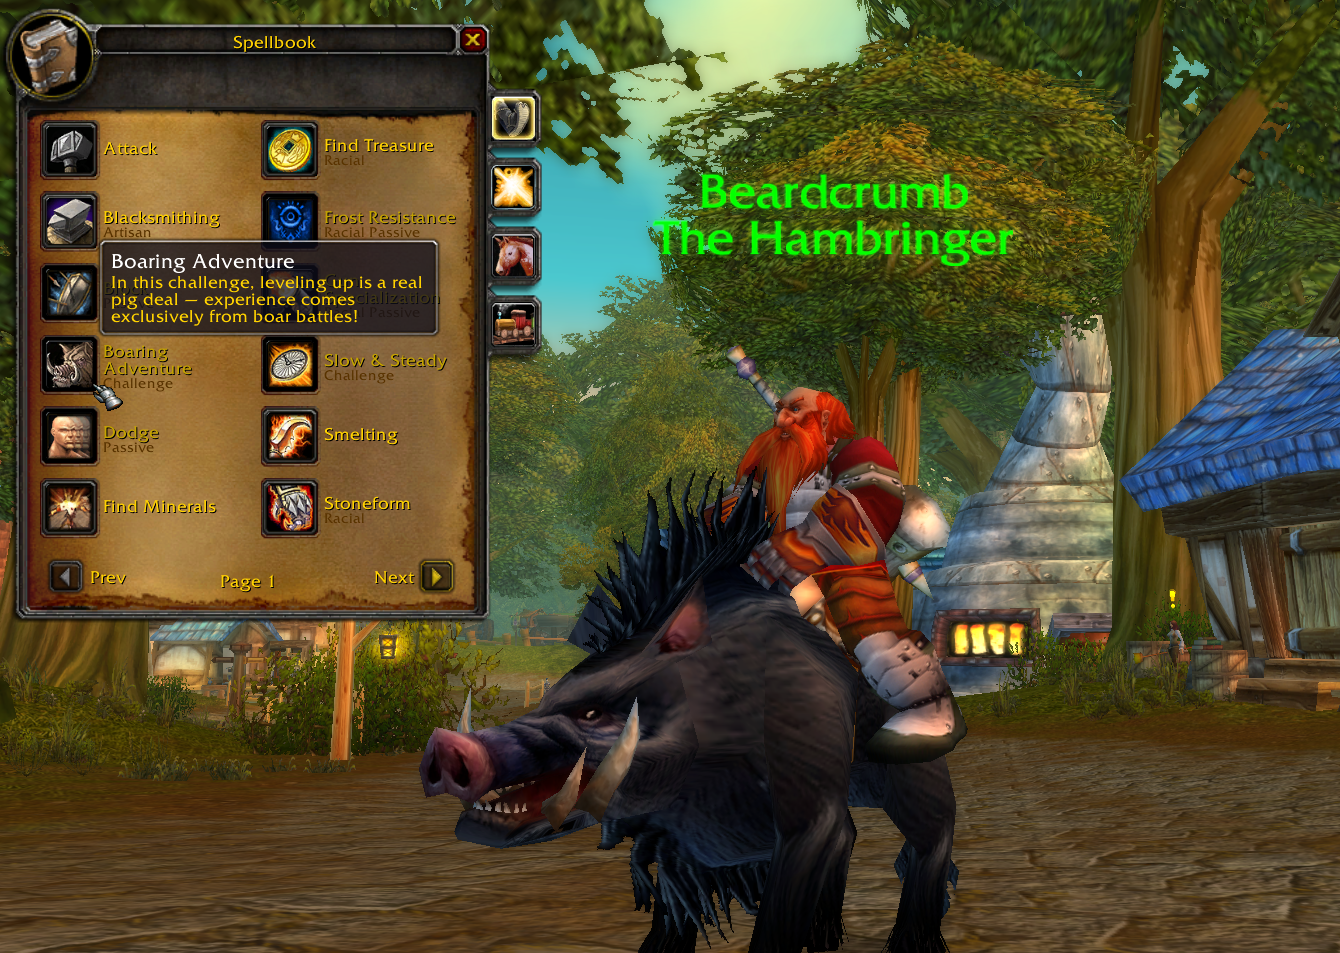 Spellbook
Attack
Find Treasure
Racial
Blacksmithing
Artisan
Frost Resistance
Racial Passive
Boaring Adventure
In this challenge, leveling up is a real
pig deal – experience comes
exclusively from boar battles!
Boaring
Adventure
Challenge
Slow & Steady
Challenge
Dodge
Passive
Smelting
Find Minerals
Stoneform
Racial
Prev
Page 1
Next
Beardcrumb
The Hambringer